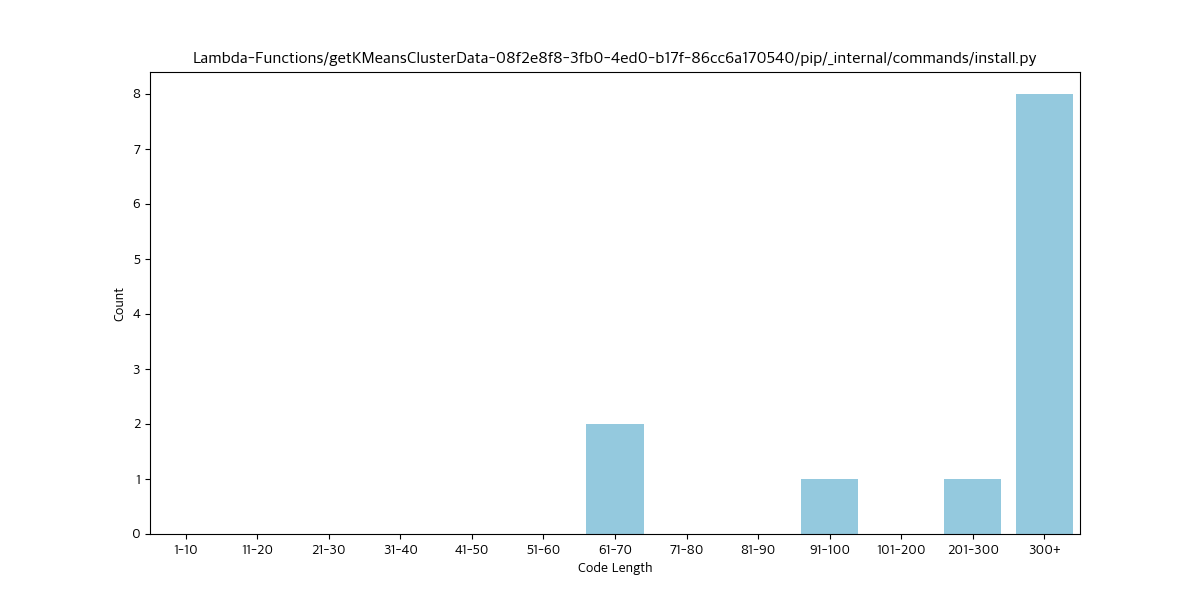 Lambda-Functions/getKMeansClusterData-08f2e8f8-3fb0-4ed0-b17f-86cc6a170540/pip/_internal/commands/install.py
8
7
6
5
4
3
2
1
0
Count
1-10 11-20 21-30 31-40 41-50 51-60 61-70 71-80 81-90 91-100 101-200 201-300 300+
Code Length